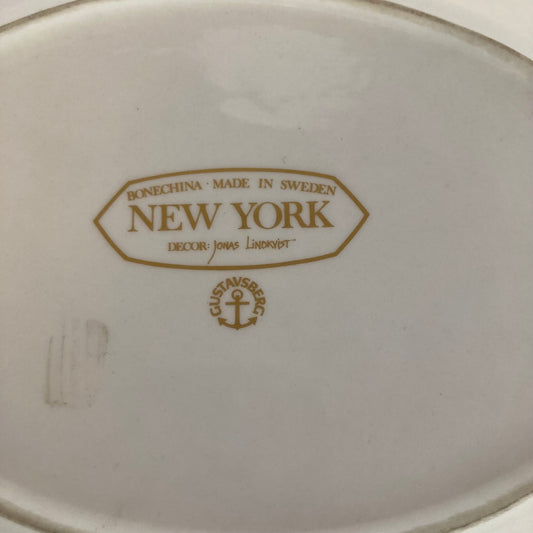 BONECHINA · MADE IN SWEDEN
NEW YORK
DECOR: JONAS LINDKVIST
GUSTAVSBERG